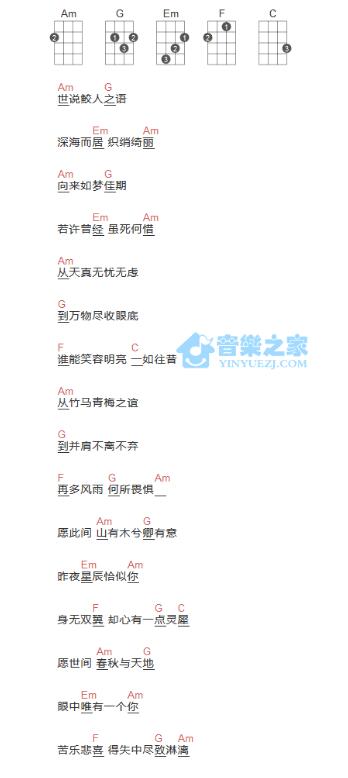 Am G Em F C
2 1 2 3 1 2 3 1 2 3
Am G
世说鲛人之语
Em Am
深海而居 织绡绮丽
Am G
向来如梦佳期
Em Am
若许曾经 虽死何惜
Am
从天真无忧无虑
G
到万物尽收眼底
音樂之家
YINYUEZJ.COM
F C
谁能笑容明亮 一如往昔
Am
从竹马青梅之谊
G
到并肩不离不弃
F G Am
再多风雨 何所畏惧
Am G
愿此间 山有木兮卿有意
Em Am
昨夜星辰恰似你
F G C
身无双翼 却心有一点灵犀
Am G
愿世间 春秋与天地
Em Am
眼中唯有一个你
F G Am
苦乐悲喜 得失中尽致淋漓